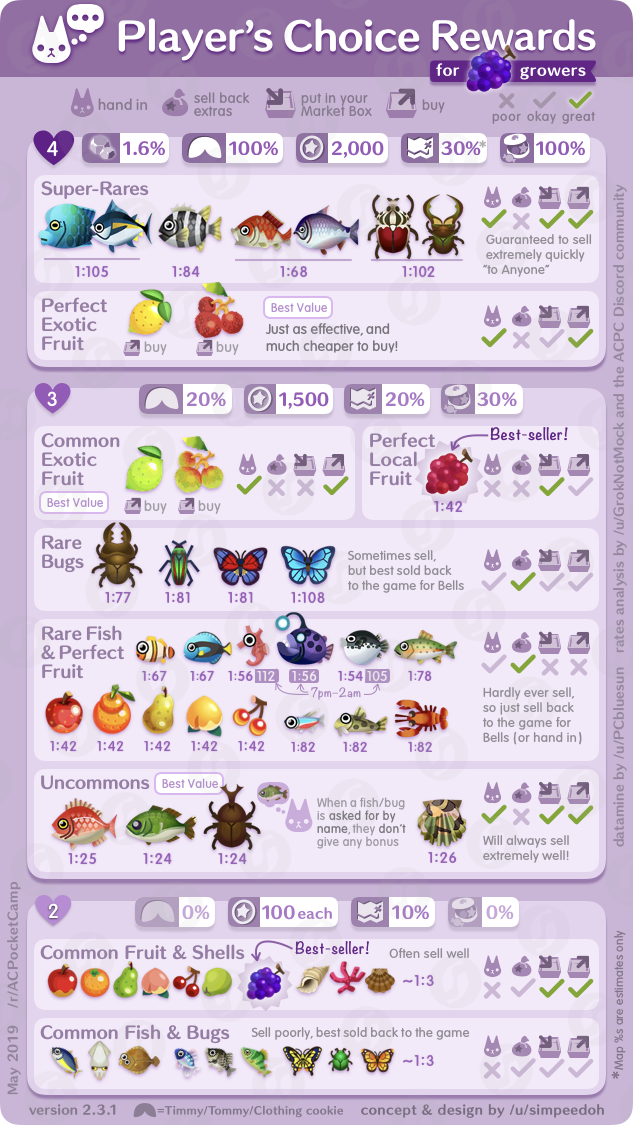 Player's Choice Rewards
for growers
hand in
sell back
extras
put in your
Market Box
buy
poor okay great
4
1.6%
100%
2,000
30%*
100%
Super-Rares
1:105
1:84
1:68
1:102
Guaranteed to sell
extremely quickly
"to Anyone"
Perfect
Exotic
Fruit
buy
buy
Best Value
Just as effective, and
much cheaper to buy!
3
20%
1,500
20%
30%
Common
Exotic
Fruit
Best Value
buy
buy
Perfect
Local
Fruit
Best-seller!
1:42
Rare
Bugs
1:77
1:81
1:81
1:108
Sometimes sell,
but best sold back
to the game for Bells
Rare Fish
& Perfect
Fruit
1:67
1:67
1:56 112
1:56
1:54 105
1:78
7pm-2am
1:42
1:42
1:42
1:42
1:42
1:82
1:82
1:82
Hardly ever sell,
so just sell back
to the game for
Bells (or hand in)
Uncommons
Best Value
1:25
1:24
1:24
When a fish/bug
is asked for by
name, they don't
give any bonus
1:26
Will always sell
extremely well!
2
0%
100 each
10%
0%
Common Fruit & Shells
Best-seller!
Often sell well
~1:3
Common Fish & Bugs
Sell poorly, best sold back to the game
~1:3
version 2.3.1
=Timmy/Tommy/Clothing cookie
concept & design by /u/simpeedoh
May 2019 /r/ACPocketCamp
datamine by /u/PCbluesun rates analysis by /u/GrokNotMock and the ACPC Discord community
*Map %s are estimates only